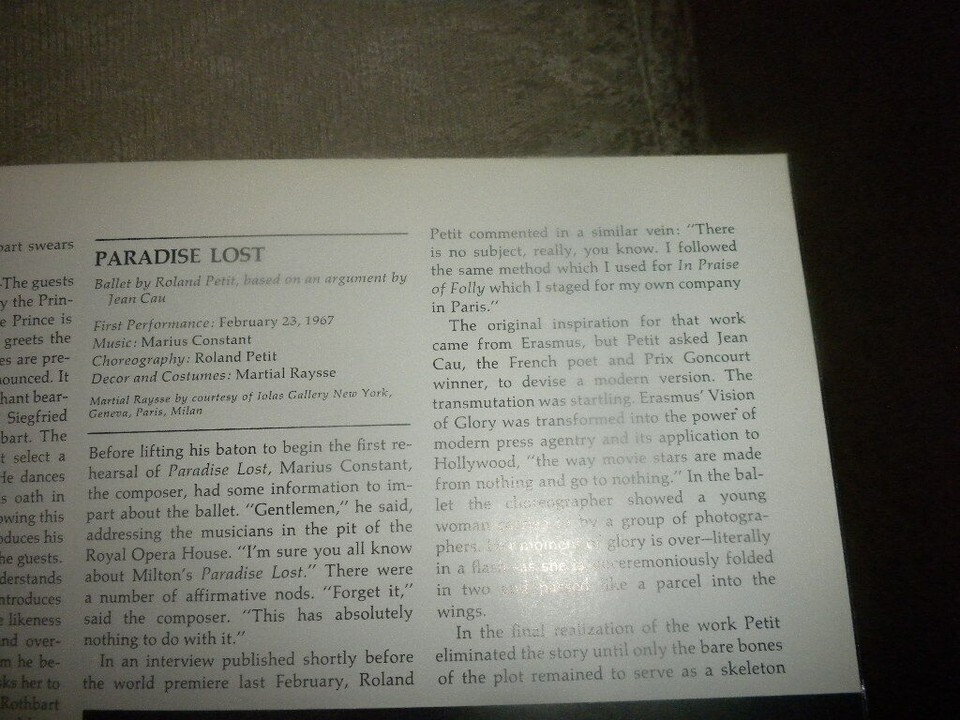 part swears
-The guests
y the Prin-
e Prince is
greets the
es are pre-
nounced. It
hant bear-
Siegfried
bart. The
t select a
He dances
s oath in
owing this
oduces his
he guests.
derstands
ntroduces
e likeness
nd over-
m he be-
sks her to
Rothbart
PARADISE LOST
Ballet by Roland Petit, based on an argument by
Jean Cau
First Performance: February 23, 1967
Music: Marius Constant
Choreography: Roland Petit
Decor and Costumes: Martial Raysse
Martial Raysse by courtesy of Iolas Gallery New York,
Geneva, Paris, Milan
Before lifting his baton to begin the first re-
hearsal of Paradise Lost, Marius Constant,
the composer, had some information to im-
part about the ballet. "Gentlemen," he said,
addressing the musicians in the pit of the
Royal Opera House. "I'm sure you all know
about Milton's Paradise Lost." There were
a number of affirmative nods. "Forget it,"
said the composer. "This has absolutely
nothing to do with it."
In an interview published shortly before
the world premiere last February, Roland
Petit commented in a similar vein: "There
is no subject, really, you know. I followed
the same method which I used for In Praise
of Folly which I staged for my own company
in Paris."
The original inspiration for that work
came from Erasmus, but Petit asked Jean
Cau, the French poet and Prix Goncourt
winner, to devise a modern version. The
transmutation was startling. Erasmus' Vision
of Glory was transformed into the power of
modern press agentry and its application to
Hollywood, "the way movie stars are made
from nothing and go to nothing." In the bal-
let the choreographer showed a young
woman by a group of photogra-
phers. moment of glory is over—literally
in a flash as she is unceremoniously folded
in two and like a parcel into the
wings.
In the final realization of the work Petit
eliminated the story until only the bare bones
of the plot remained to serve as a skeleton